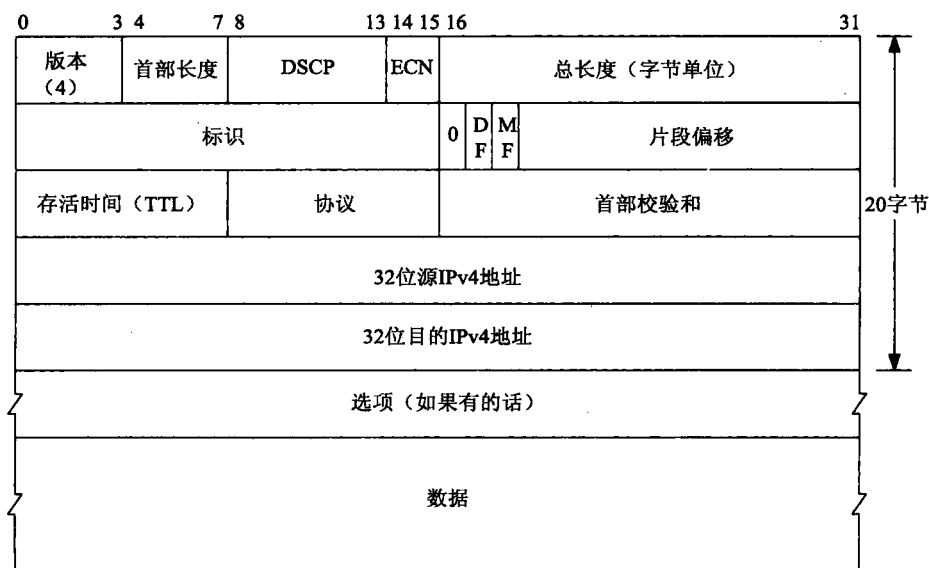 0 3 4 7 8 13 14 15 16 31
版本
(4)
首部长度
DSCP
ECN
总长度（字节单位）
标识
0
D
F
M
F
片段偏移
存活时间（TTL）
协议
首部校验和
20字节
32位源IPv4地址
32位目的IPv4地址
选项（如果有的话）
数据